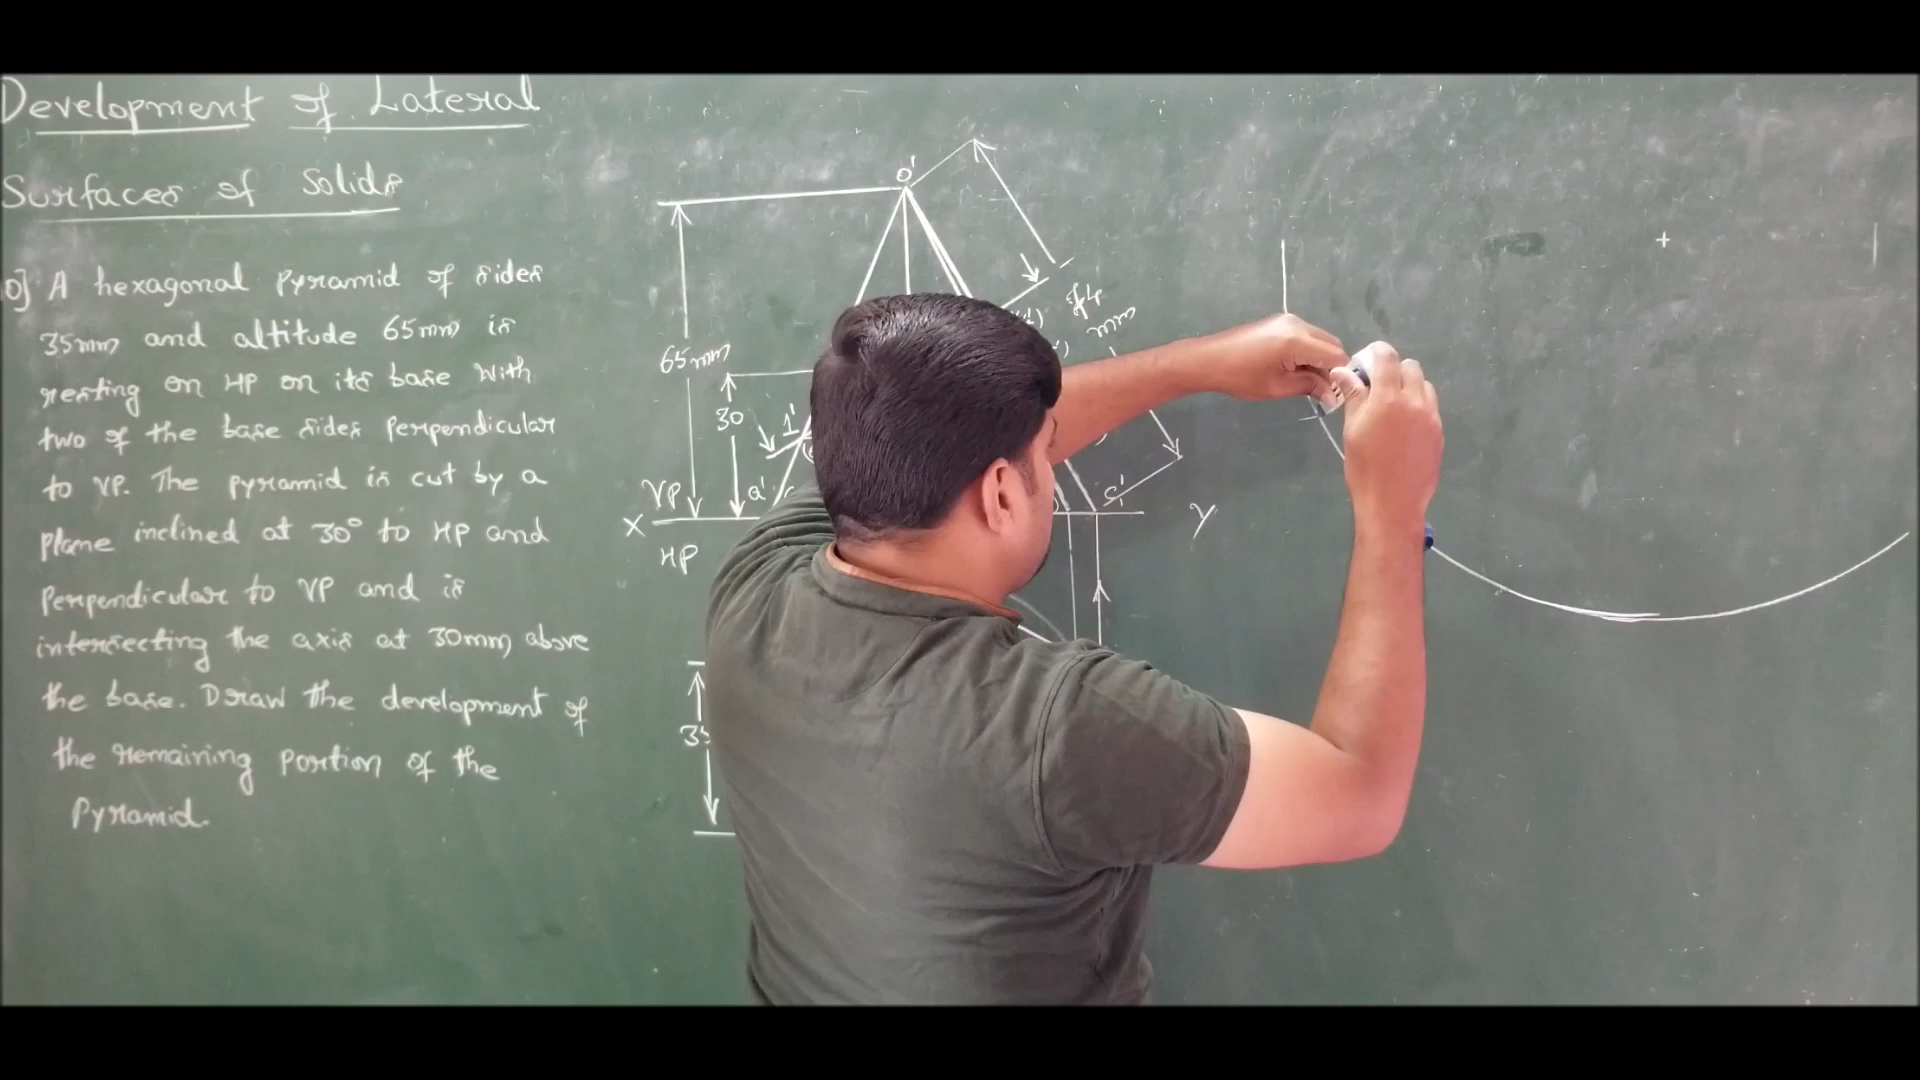 Development of Lateral
Surfaces of Solids
0] A hexagonal Pyramid of sides
35mm and altitude 65mm is
resting on HP on its base with
two of the base sides perpendicular
to VP. The pyramid is cut by a
plane inclined at 30° to HP and
Perpendicular to VP and is
intersecting the axis at 30mm above
the base. Draw the development of
the remaining portion of the
Pyramid.
O'
65mm
30
1'
a'
VP
X
HP
mm
Y